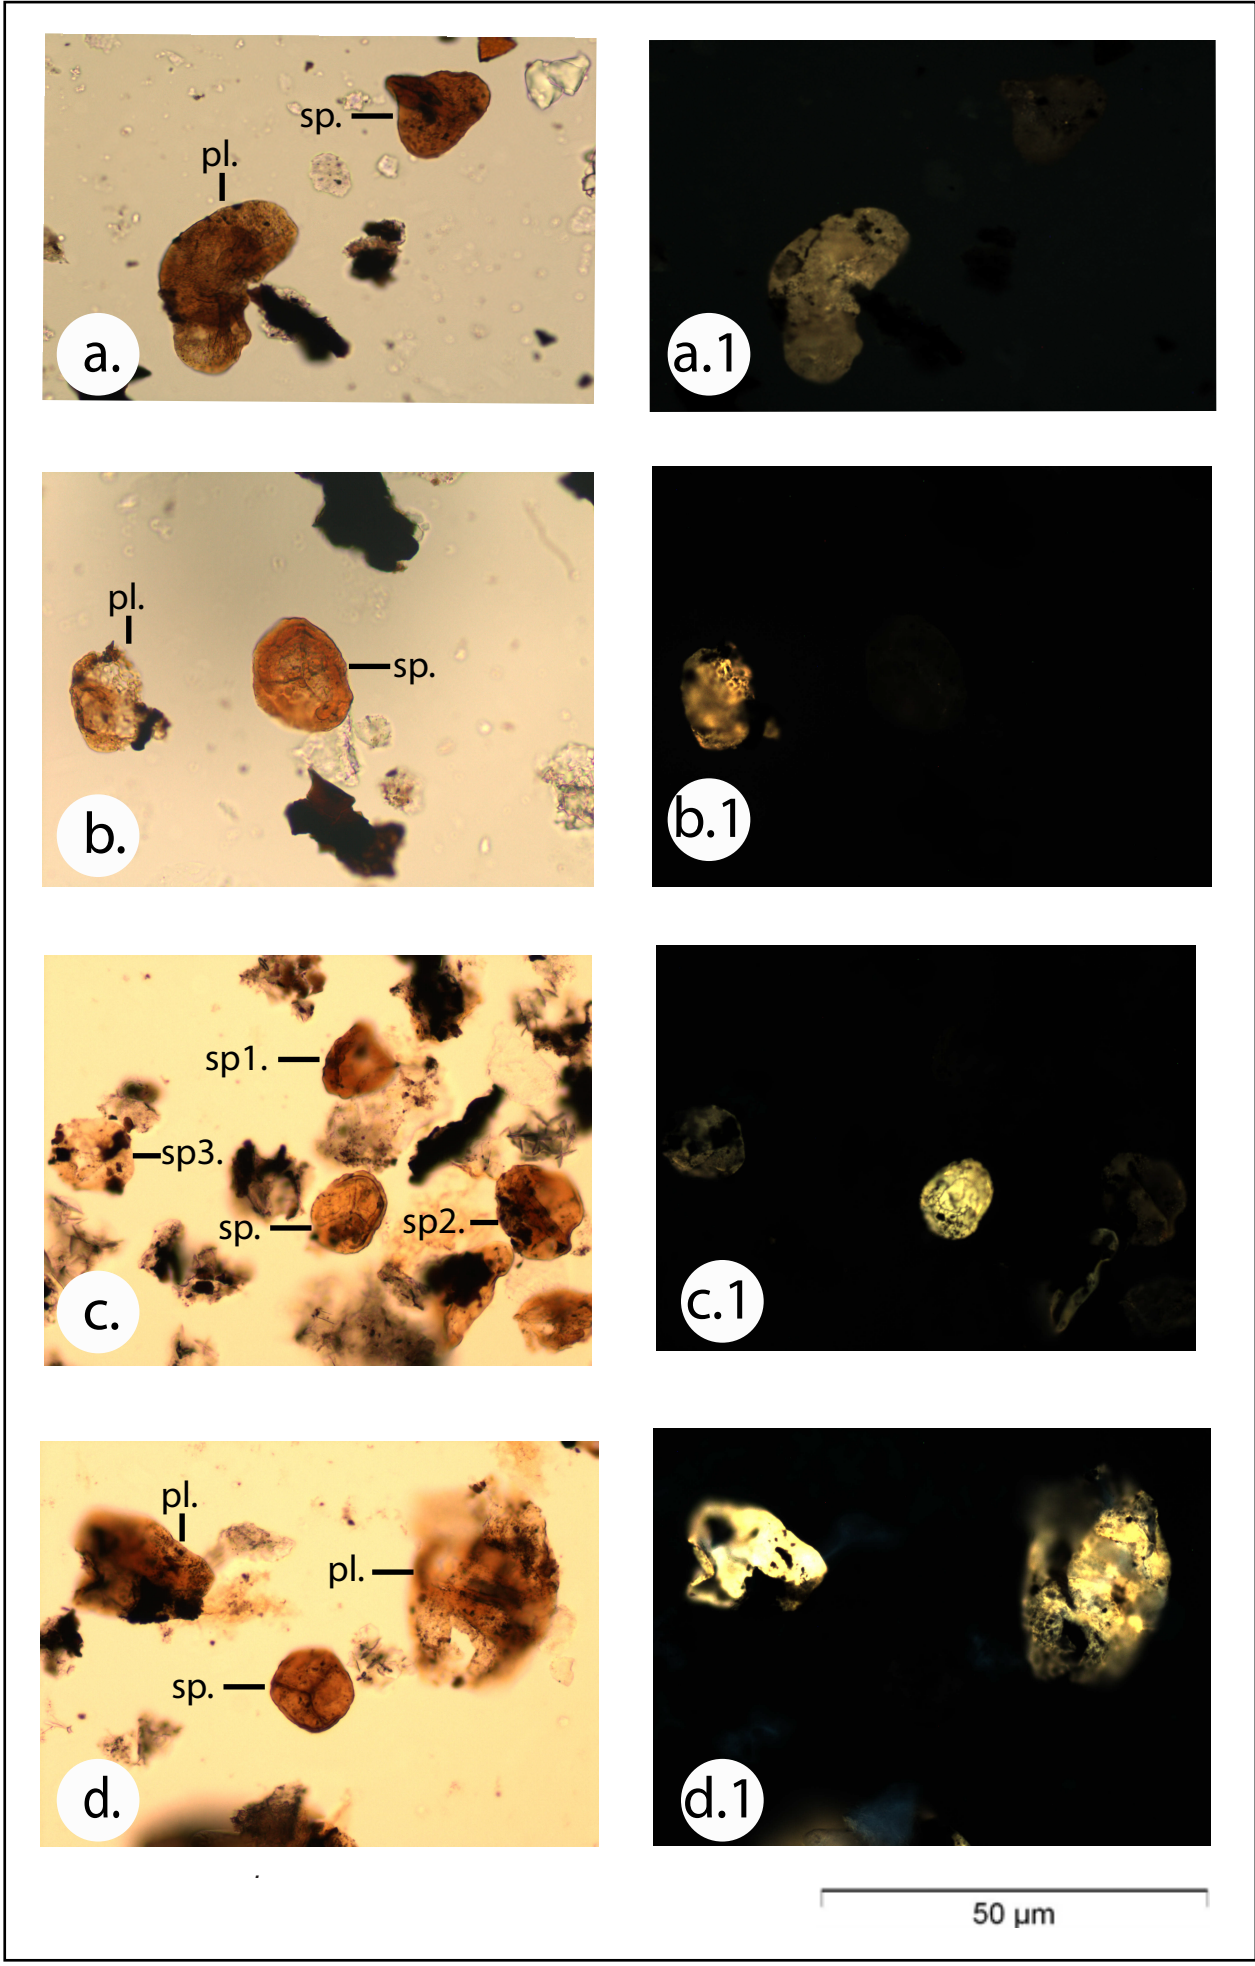 sp.
pl.
a.
a.1
pl.
sp.
b.
b.1
sp1.
sp3.
sp.
sp2.
c.
c.1
pl.
pl.
sp.
d.
d.1
50 µm